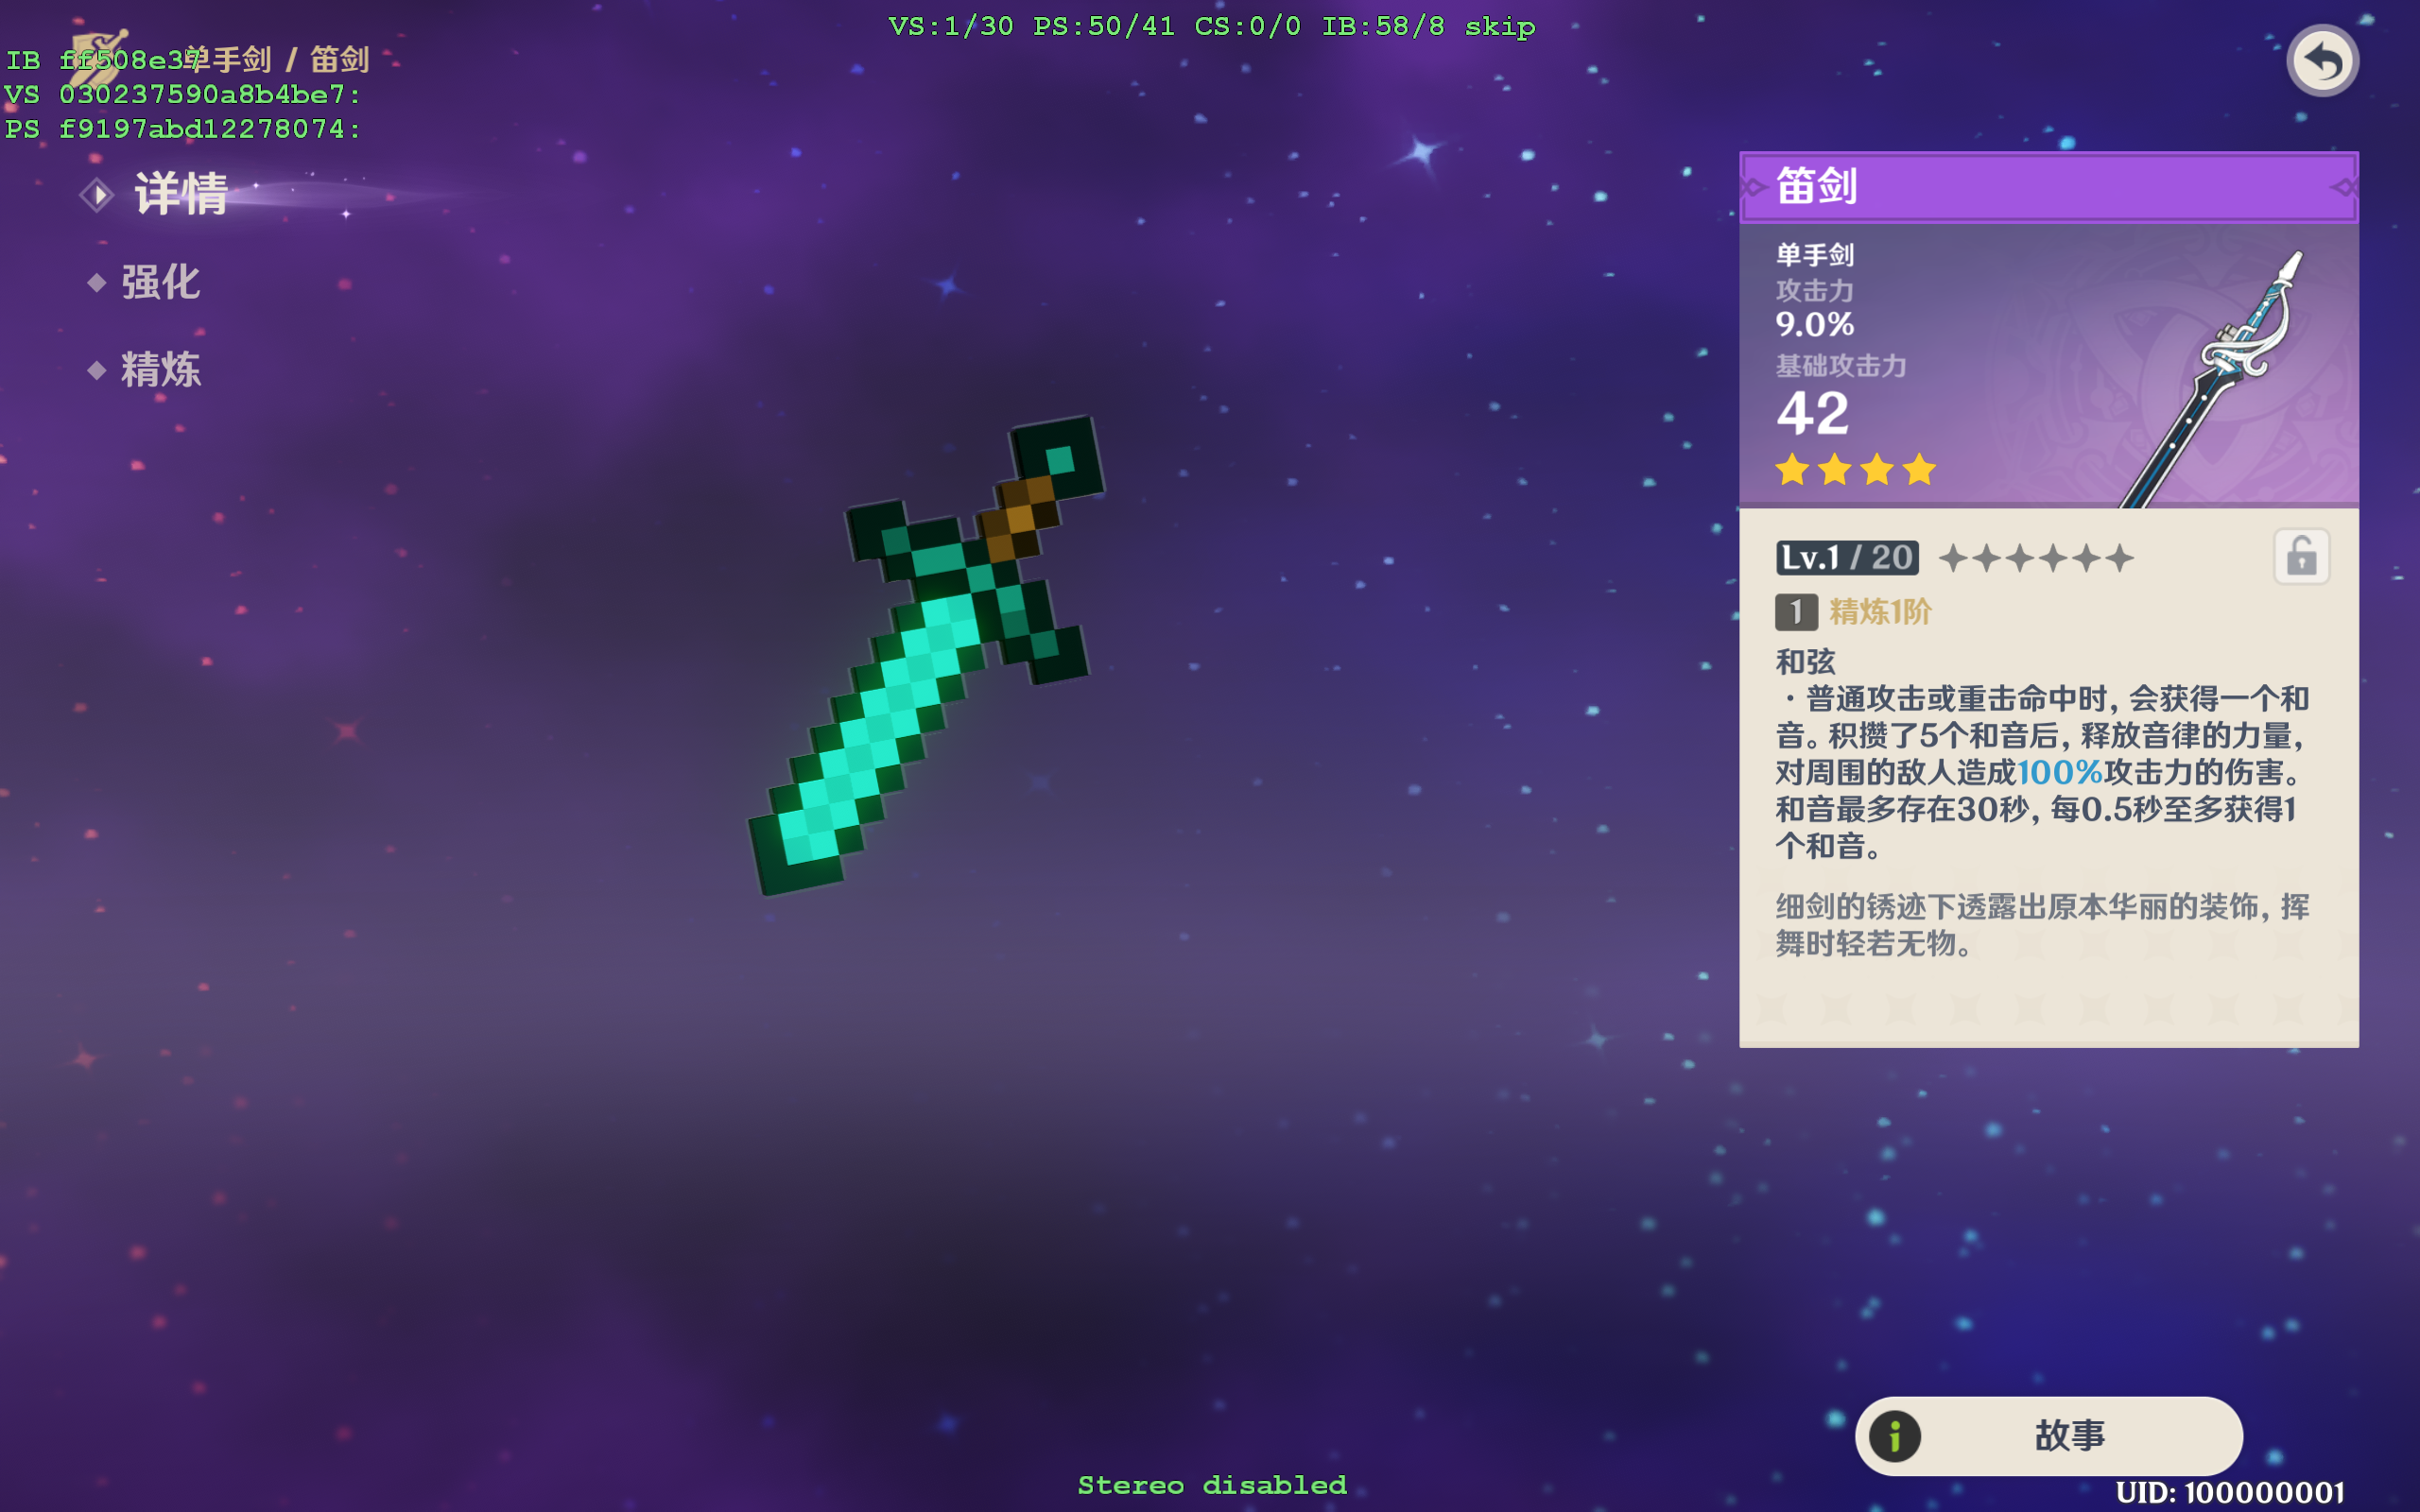 VS:1/30 PS:50/41 CS:0/0 IB:58/8 skip
IB ff508e37
单手剑 / 笛剑
VS 030237590a8b4be7:
PS f9197abd12278074:
详情
强化
精炼
笛剑
单手剑
攻击力
9.0%
基础攻击力
42
Lv.1 / 20
1 精炼1阶
和弦
·普通攻击或重击命中时, 会获得一个和
音。积攒了5个和音后, 释放音律的力量,
对周围的敌人造成100%攻击力的伤害。
和音最多存在30秒, 每0.5秒至多获得1
个和音。
细剑的锈迹下透露出原本华丽的装饰, 挥
舞时轻若无物。
故事
Stereo disabled
UID: 100000001